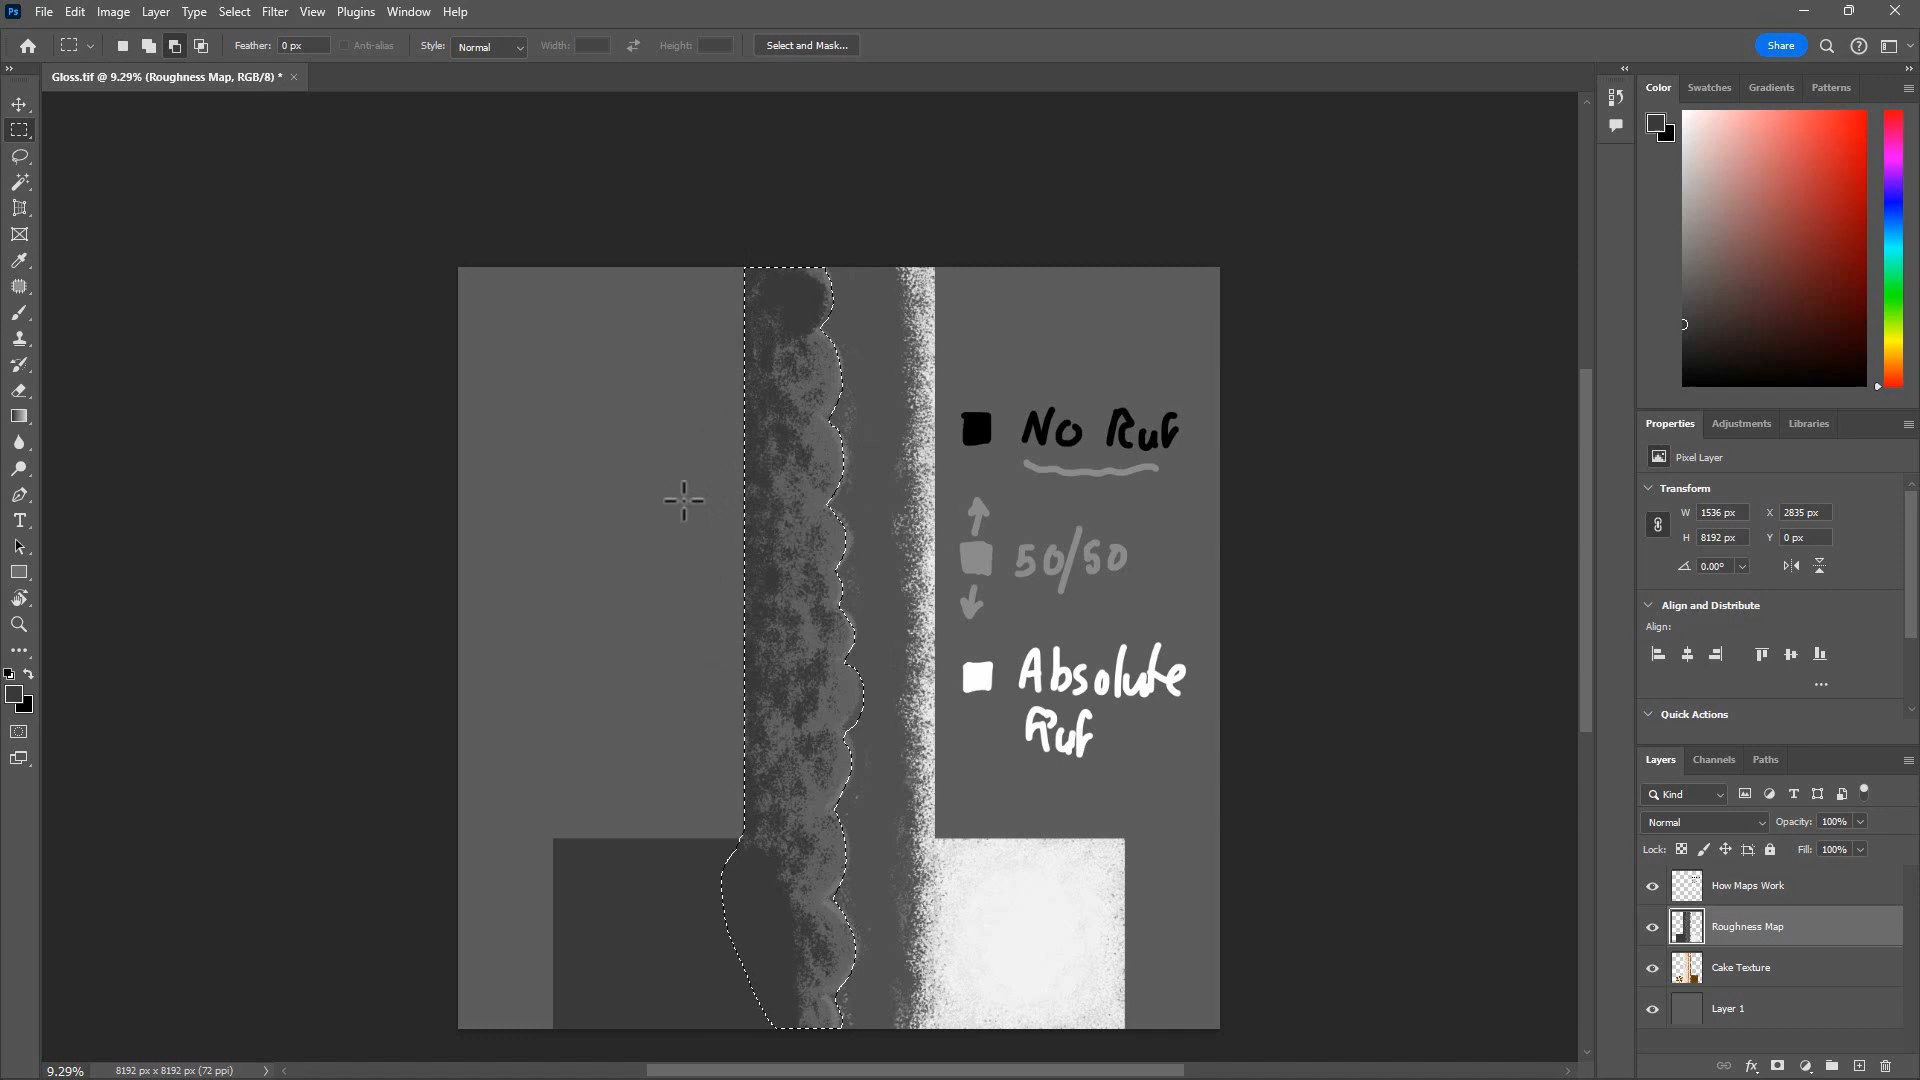 Ps File Edit Image Layer Type Select Filter View Plugins Window Help
Feather: 0 px Anti-alias Style: Normal Width: Height: Select and Mask... Share
Gloss.tif @ 9.29% (Roughness Map, RGB/8) * ×
Color Swatches Gradients Patterns
No Ruf
50/50
Absolute
Ruf
Properties Adjustments Libraries
Pixel Layer
Transform
W 1536 px X 2835 px
H 8192 px Y 0 px
0.00°
Align and Distribute
Align:
Quick Actions
Layers Channels Paths
Kind
Normal Opacity: 100%
Lock: Fill: 100%
How Maps Work
Roughness Map
Cake Texture
Layer 1
9.29% 8192 px x 8192 px (72 ppi)